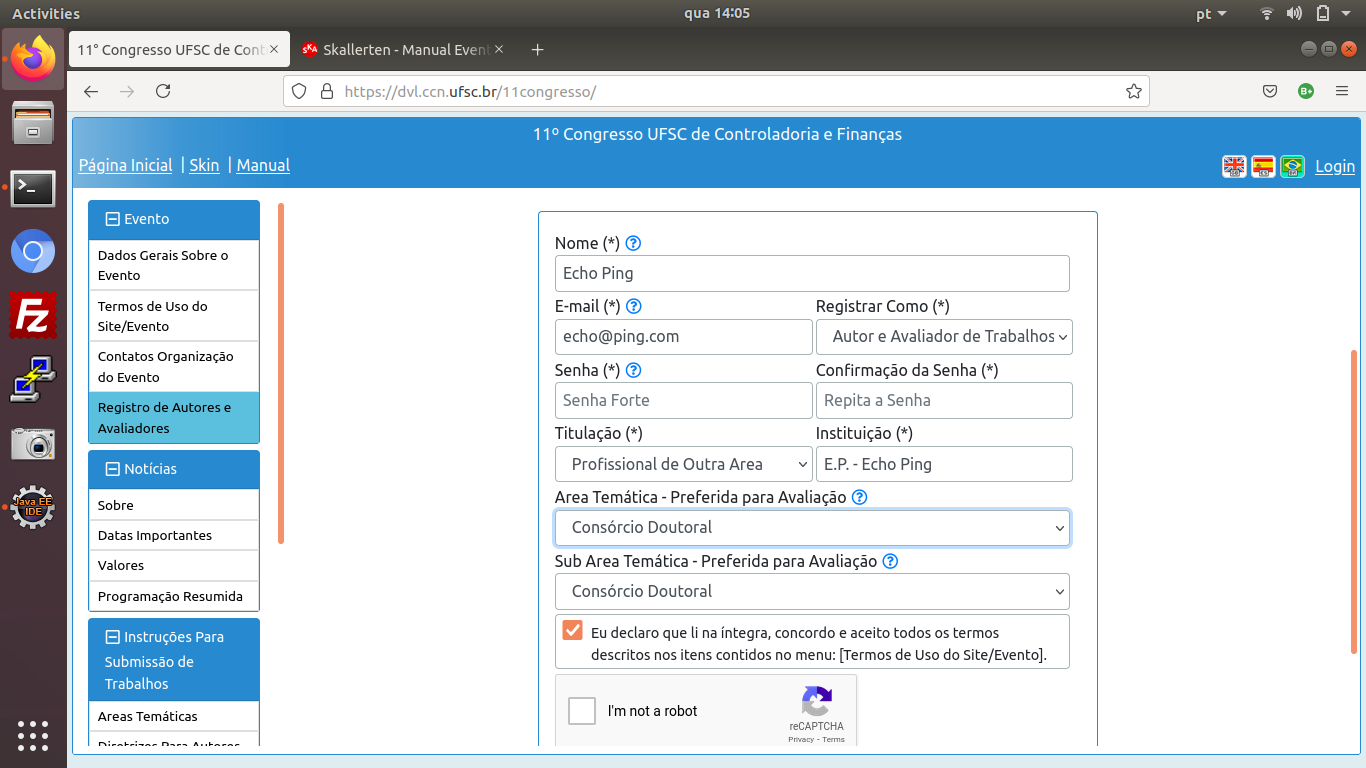 Activities
qua 14:05
pt
11° Congresso UFSC de Cont
Skallerten - Manual Event
https://dvl.ccn.ufsc.br/11congresso/
11º Congresso UFSC de Controladoria e Finanças
Página Inicial | Skin | Manual
GB
ES
BR
Login
Evento
Dados Gerais Sobre o
Evento
Termos de Uso do
Site/Evento
Contatos Organização
do Evento
Registro de Autores e
Avaliadores
Notícias
Sobre
Datas Importantes
Valores
Programação Resumida
Instruções Para
Submissão de
Trabalhos
Areas Temáticas
Diretrizes Para Autores
Nome (*)
Echo Ping
E-mail (*)
Registrar Como (*)
echo@ping.com
Autor e Avaliador de Trabalhos
Senha (*)
Confirmação da Senha (*)
Senha Forte
Repita a Senha
Titulação (*)
Instituição (*)
Profissional de Outra Area
E.P. - Echo Ping
Area Temática - Preferida para Avaliação
Consórcio Doutoral
Sub Area Temática - Preferida para Avaliação
Consórcio Doutoral
Eu declaro que li na íntegra, concordo e aceito todos os termos
descritos nos itens contidos no menu: [Termos de Uso do Site/Evento].
I'm not a robot
reCAPTCHA
Privacy - Terms
Fz
Java EE
IDE
B+
SKA